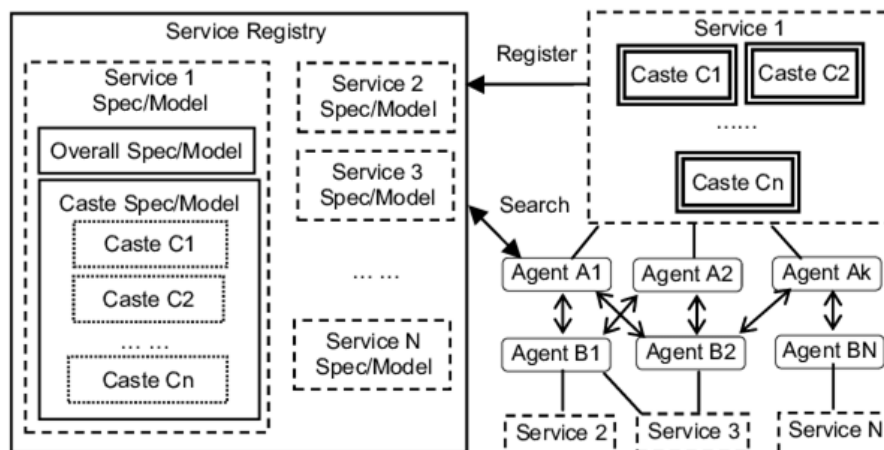 Service Registry
Service 1
Spec/Model
Overall Spec/Model
Caste Spec/Model
Caste C1
Caste C2
... ...
Caste Cn
Service 2
Spec/Model
Service 3
Spec/Model
... ...
Service N
Spec/Model
Register
Search
Service 1
Caste C1
Caste C2
......
Caste Cn
Agent A1
Agent A2
Agent Ak
Agent B1
Agent B2
Agent BN
Service 2
Service 3
Service N